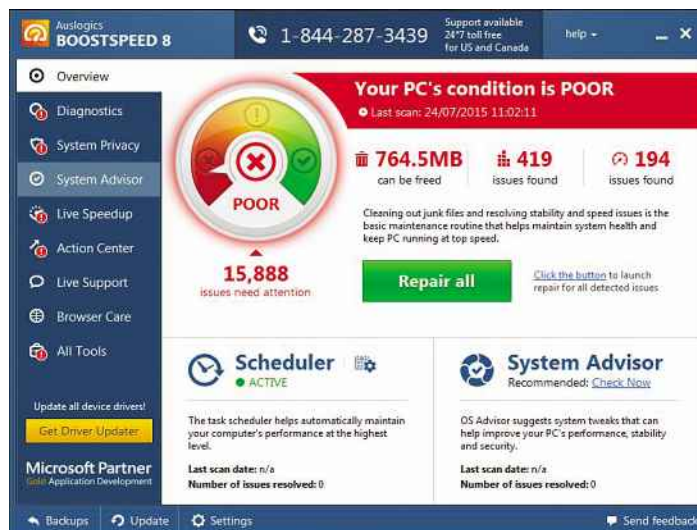 Auslogics
BOOSTSPEED 8
1-844-287-3439
Support available
24*7 toll free
for US and Canada
help
Overview
Diagnostics
System Privacy
System Advisor
Live Speedup
Action Center
Live Support
Browser Care
All Tools
Update all device drivers!
Get Driver Updater
Microsoft Partner
Gold Application Development
POOR
15,888
issues need attention
Your PC's condition is POOR
Last scan: 24/07/2015 11:02:11
764.5MB
can be freed
419
issues found
194
issues found
Cleaning out junk files and resolving stability and speed issues is the
basic maintenance routine that helps maintain system health and
keep PC running at top speed.
Repair all
Click the button to launch
repair for all detected issues
Scheduler
ACTIVE
The task scheduler helps automatically maintain
your computer's performance at the highest
level.
Last scan date: n/a
Number of issues resolved: 0
System Advisor
Recommended: Check Now
OS Advisor suggests system tweaks that can
help improve your PC's performance, stability
and security.
Last scan date: n/a
Number of issues resolved: 0
Backups
Update
Settings
Send feedback